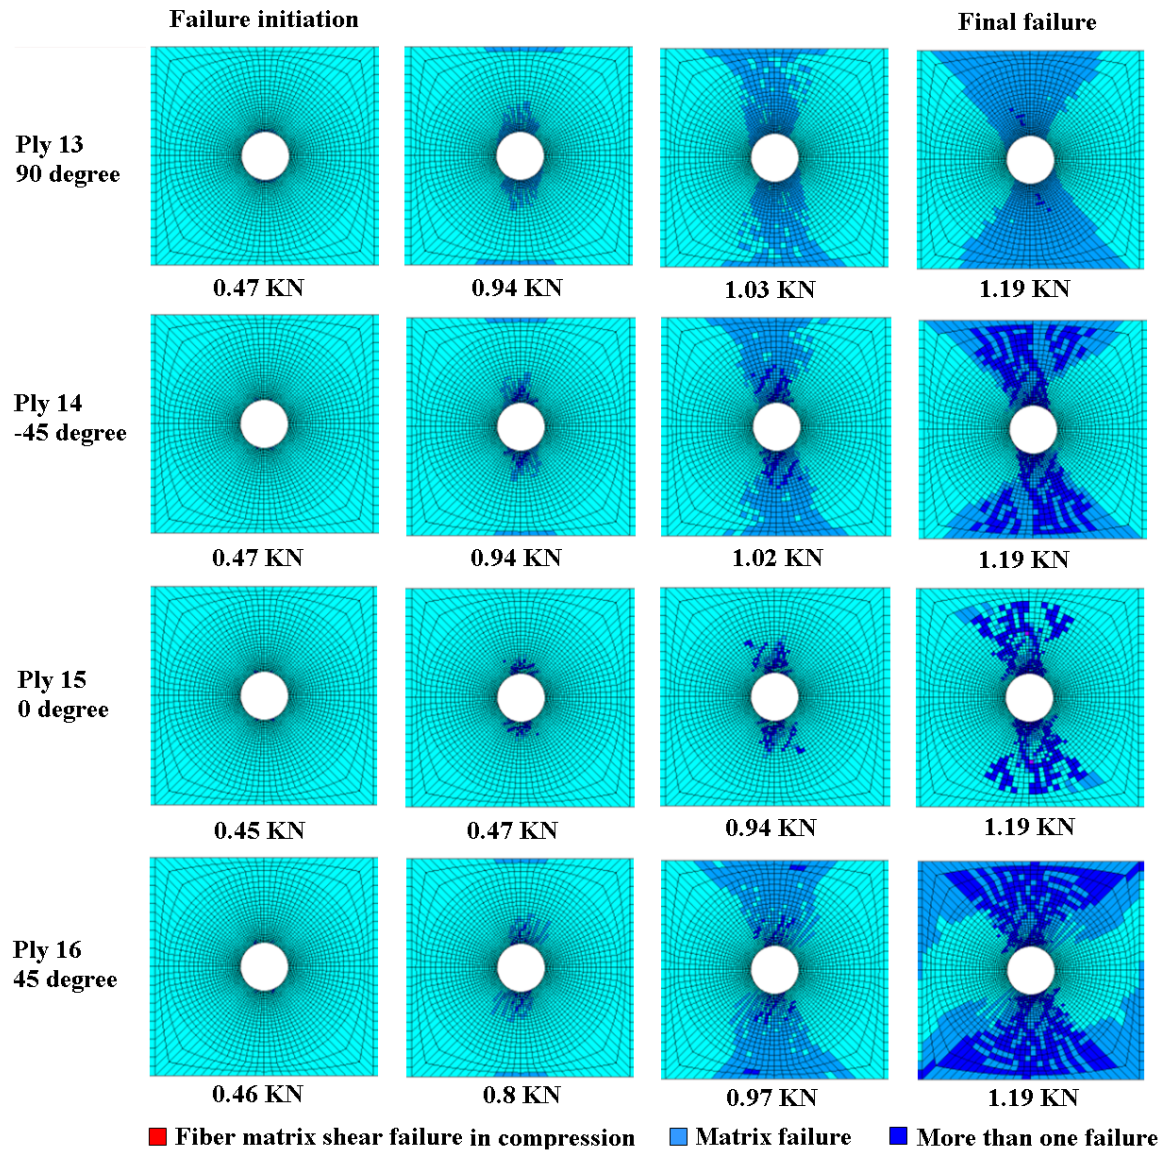 Failure initiation
Final failure
Ply 13
90 degree
0.47 KN
0.94 KN
1.03 KN
1.19 KN
Ply 14
-45 degree
0.47 KN
0.94 KN
1.02 KN
1.19 KN
Ply 15
0 degree
0.45 KN
0.47 KN
0.94 KN
1.19 KN
Ply 16
45 degree
0.46 KN
0.8 KN
0.97 KN
1.19 KN
Fiber matrix shear failure in compression
Matrix failure
More than one failure